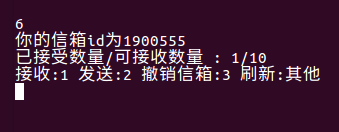 6
你的信箱id为1900555
已接受数量/可接收数量 : 1/10
接收:1 发送:2 撤销信箱:3 刷新:其他